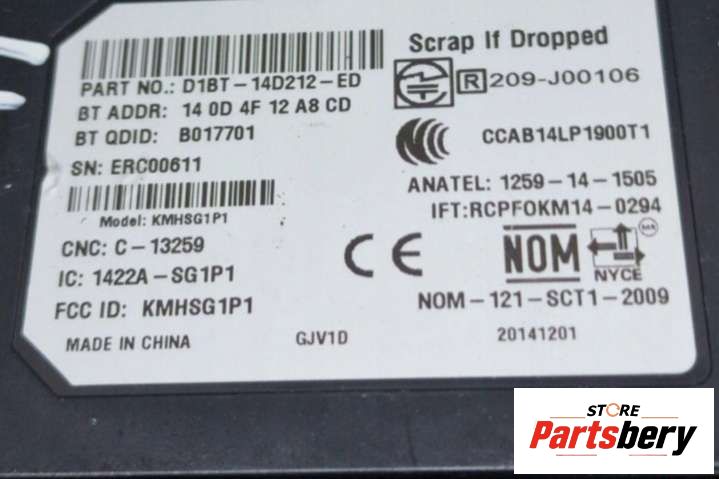 PART NO.: D1BT-14D212-ED
BT ADDR: 14 0D 4F 12 A8 CD
BT QDID: B017701
SN: ERC00611
Model: KMHSG1P1
CNC: C-13259
IC: 1422A-SG1P1
FCC ID: KMHSG1P1
MADE IN CHINA
GJV1D
Scrap If Dropped
R 209-J00106
CCAB14LP1900T1
ANATEL: 1259-14-1505
IFT:RCPFOKM14-0294
CE
NOM
NYCE
NOM-121-SCT1-2009
20141201
STORE
Partsbery